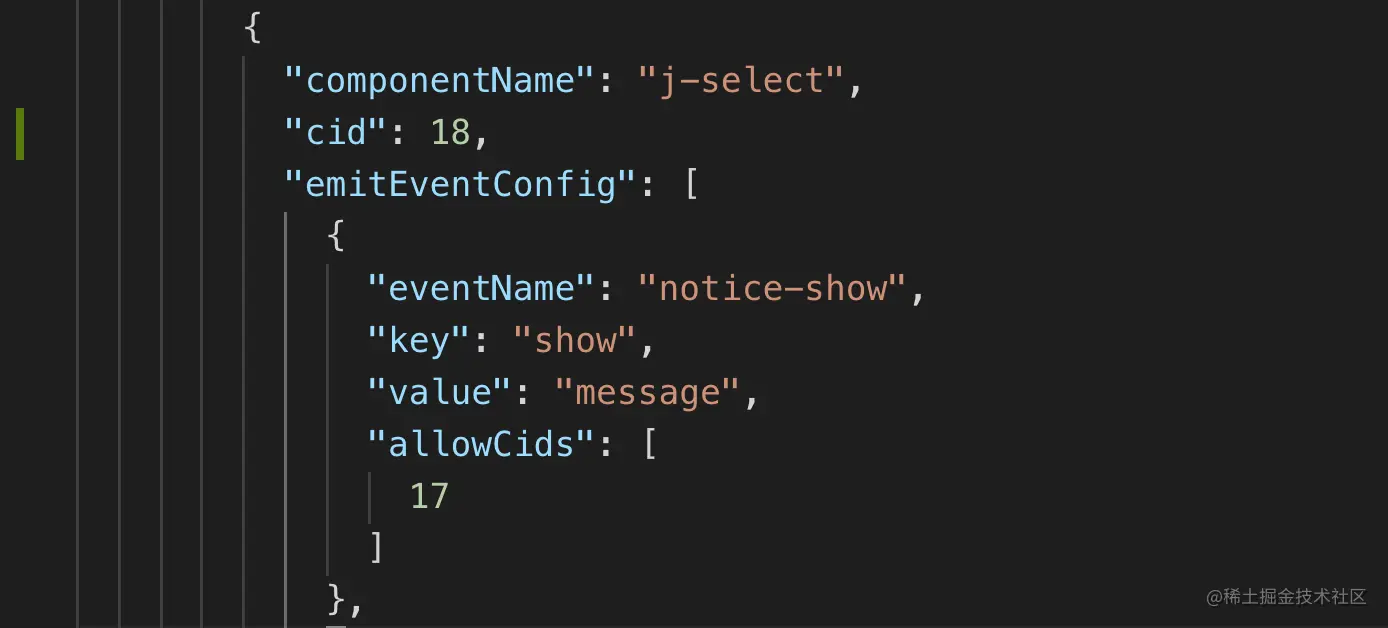 {
"componentName": "j-select",
"cid": 18,
"emitEventConfig": [
{
"eventName": "notice-show",
"key": "show",
"value": "message",
"allowCids": [
17
]
},
@稀土掘金技术社区